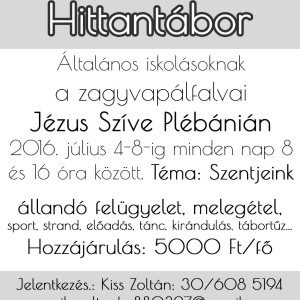 Hittantábor
Általános iskolásoknak
a zagyvapálfalvai
Jézus Szíve Plébánián
2016. július 4-8-ig minden nap 8
és 16 óra között. Téma: Szentjeink
állandó felügyelet, melegétel,
sport, strand, előadás, tánc, kirándulás, tábortűz...
Hozzájárulás: 5000 Ft/fő
Jelentkezés.: Kiss Zoltán: 30/608 5194